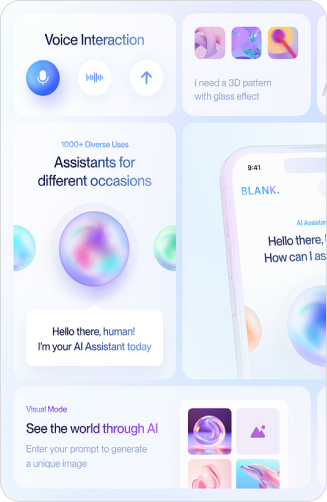 Voice Interaction
I need a 3D pattern
with glass effect
1000+ Diverse Uses
Assistants for
different occasions
Hello there, human!
I'm your AI Assistant today
9:41
BLANK.
AI Assistan
Hello there,
How can I as
Visual Mode
See the world through AI
Enter your prompt to generate
a unique image